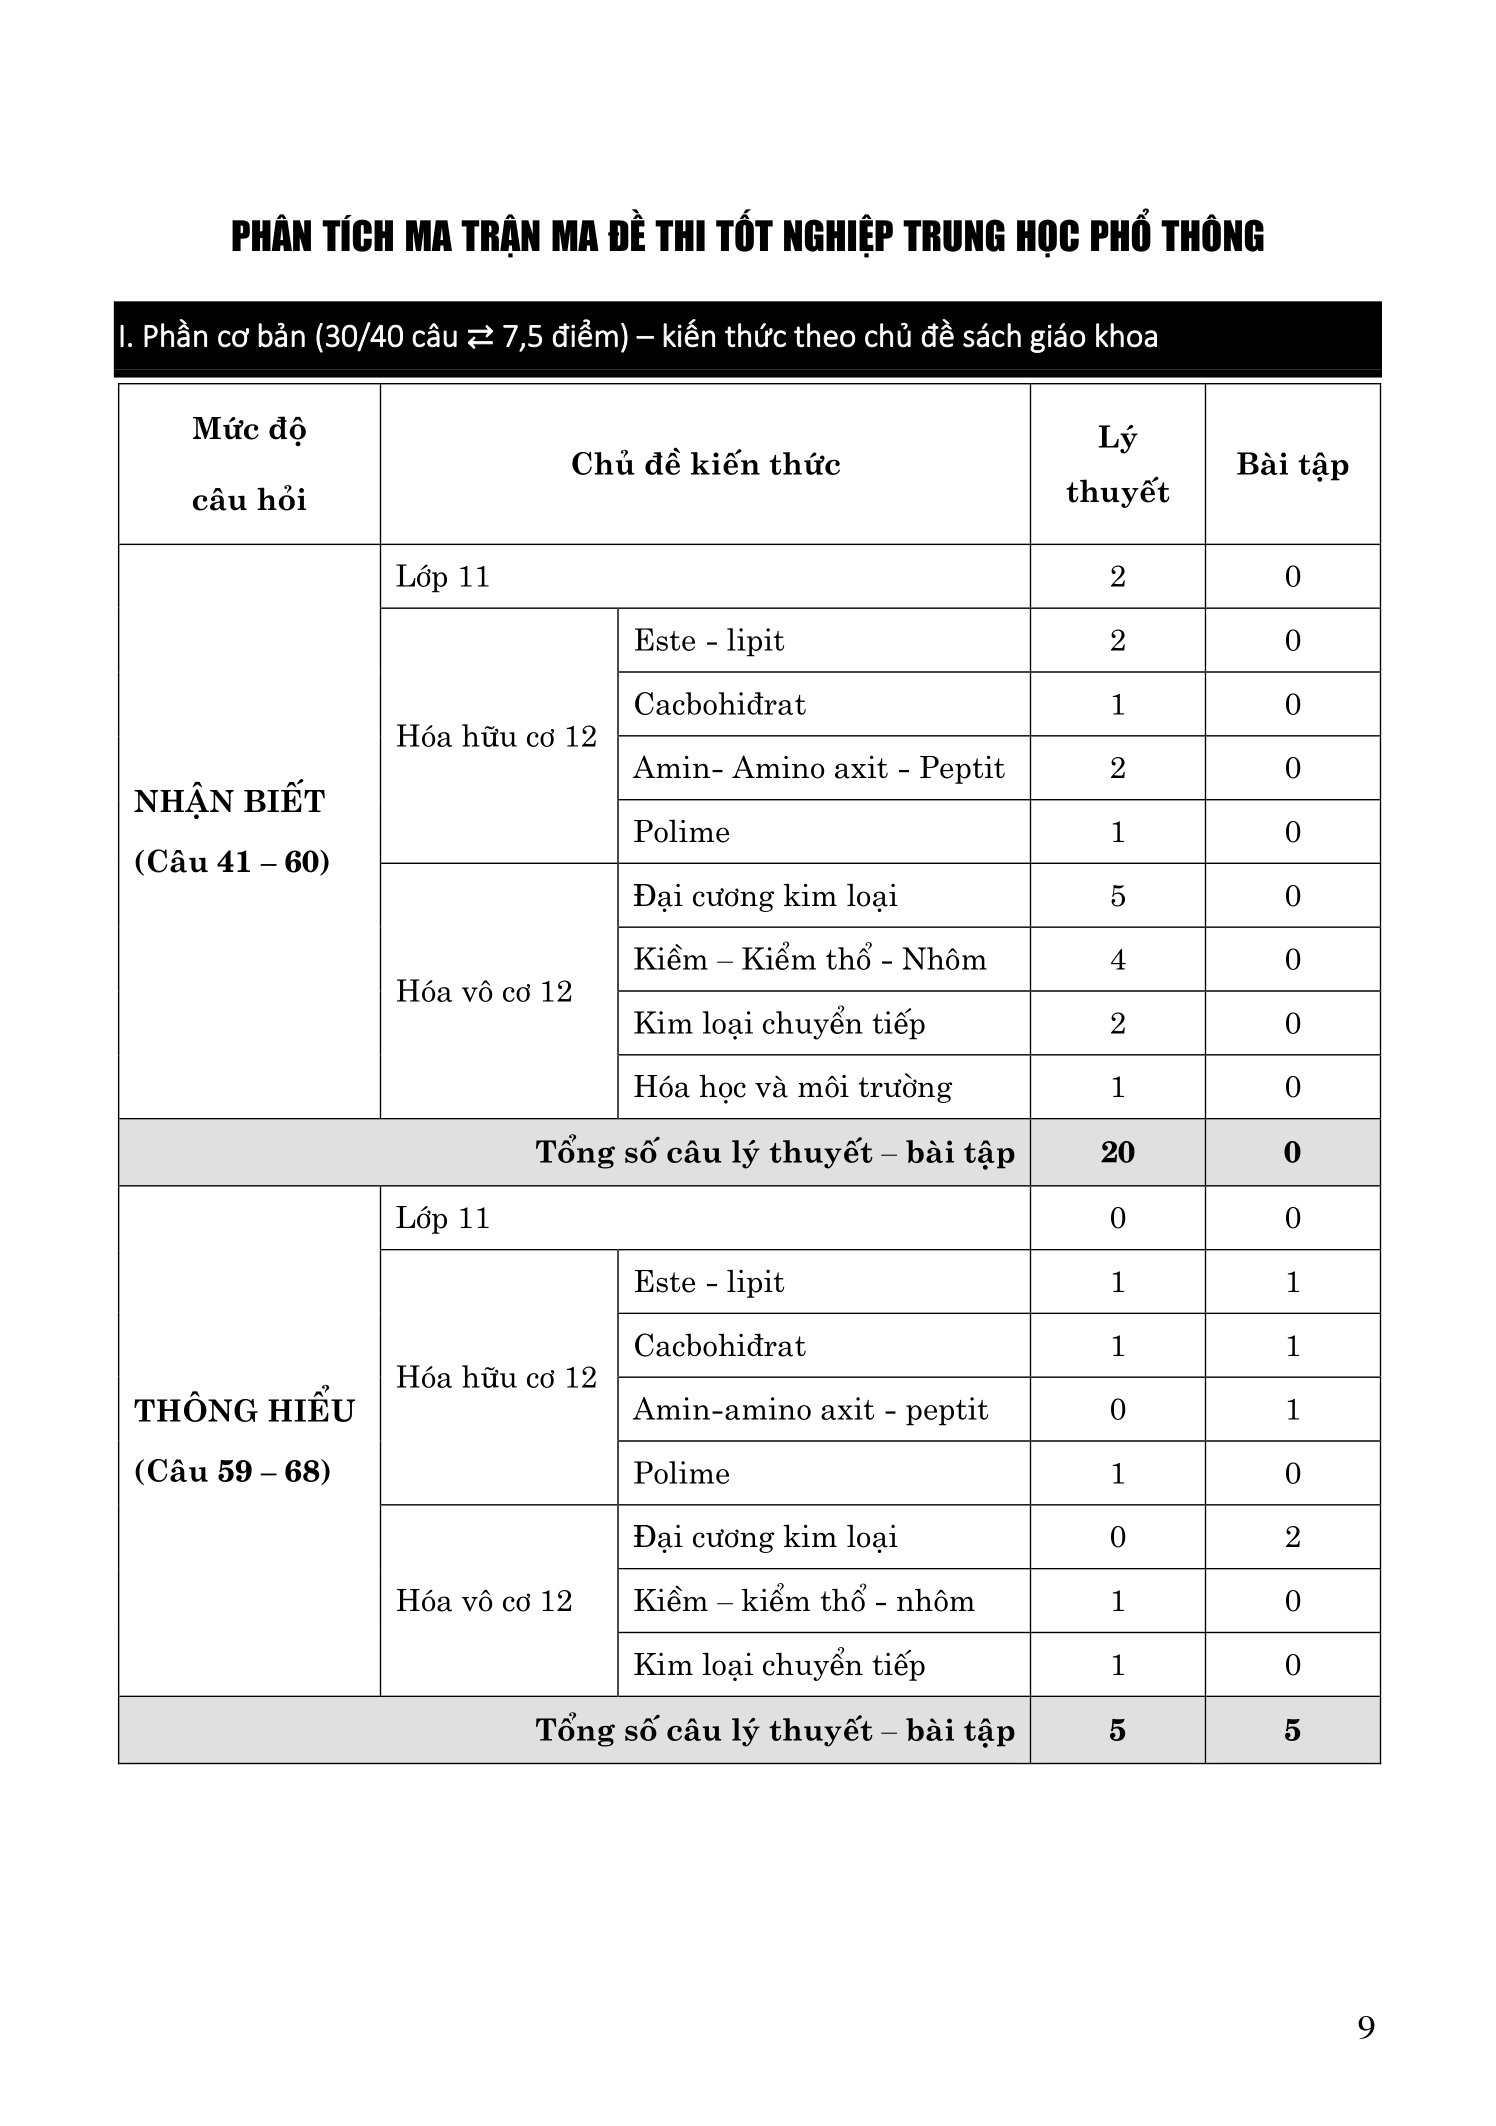 PHÂN TÍCH MA TRẬN MA ĐỀ THI TỐT NGHIỆP TRUNG HỌC PHỔ THÔNG
I. Phần cơ bản (30/40 câu ⇄ 7,5 điểm) – kiến thức theo chủ đề sách giáo khoa
Mức độ câu hỏi Chủ đề kiến thức Lý thuyết Bài tập
NHẬN BIẾT
(Câu 41 – 60)
Lớp 11 2 0
Hóa hữu cơ 12
Este - lipit 2 0
Cacbohiđrat 1 0
Amin- Amino axit - Peptit 2 0
Polime 1 0
Hóa vô cơ 12
Đại cương kim loại 5 0
Kiềm – Kiểm thổ - Nhôm 4 0
Kim loại chuyển tiếp 2 0
Hóa học và môi trường 1 0
Tổng số câu lý thuyết – bài tập 20 0
THÔNG HIỂU
(Câu 59 – 68)
Lớp 11 0 0
Hóa hữu cơ 12
Este - lipit 1 1
Cacbohiđrat 1 1
Amin-amino axit - peptit 0 1
Polime 1 0
Hóa vô cơ 12
Đại cương kim loại 0 2
Kiềm – kiểm thổ - nhôm 1 0
Kim loại chuyển tiếp 1 0
Tổng số câu lý thuyết – bài tập 5 5
9